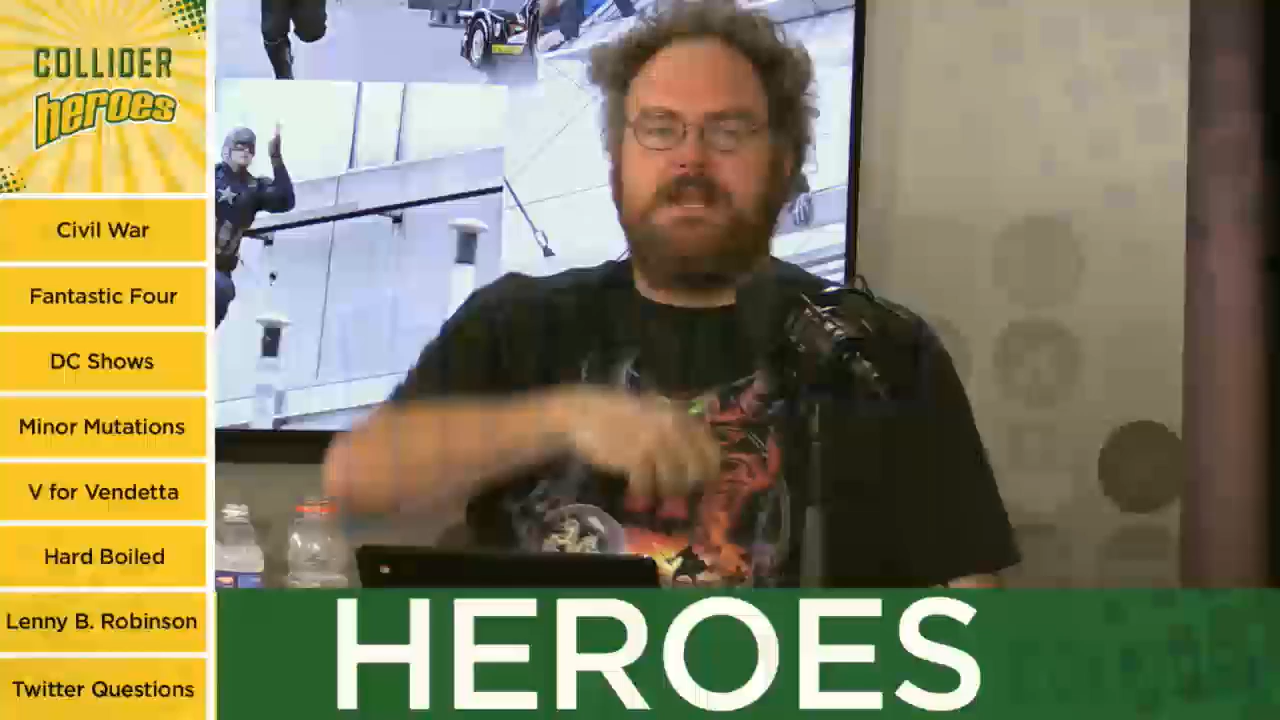 COLLIDER
heroes
Civil War
Fantastic Four
DC Shows
Minor Mutations
V for Vendetta
Hard Boiled
Lenny B. Robinson
Twitter Questions
HEROES